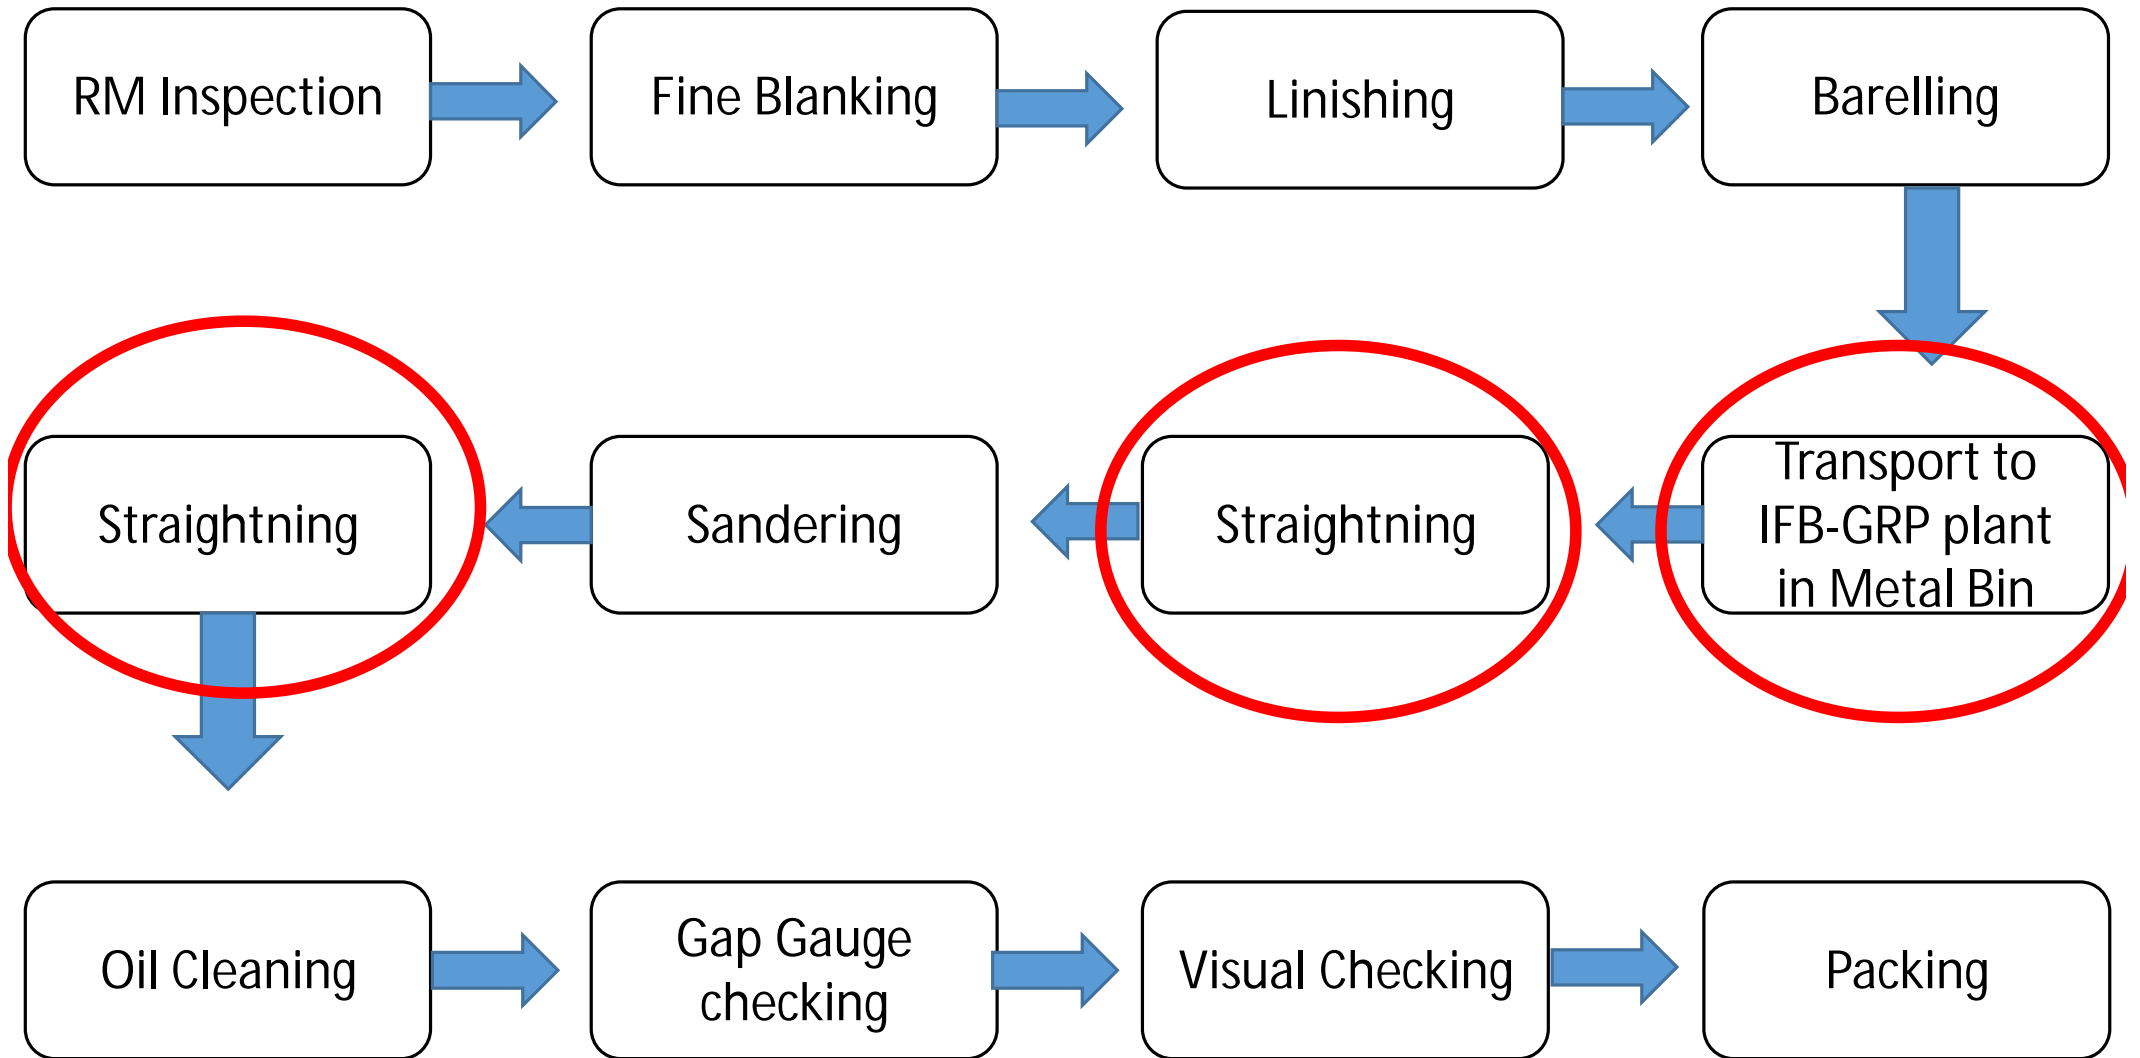 RM Inspection
Fine Blanking
Linishing
Barelling
Straightning
Sandering
Straightning
Transport to
IFB-GRP plant
in Metal Bin
Oil Cleaning
Gap Gauge
checking
Visual Checking
Packing